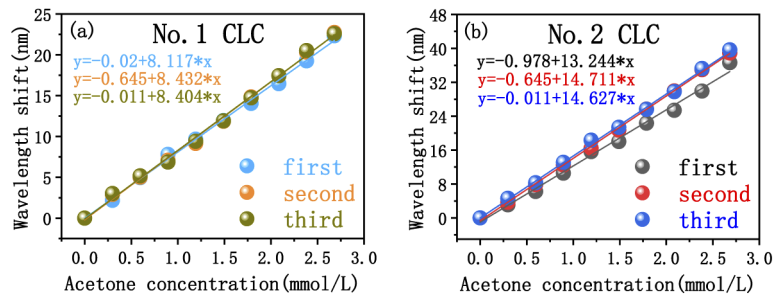 (a) No.1 CLC
y=-0.02+8.117*x
y=-0.645+8.432*x
y=-0.011+8.404*x
first
second
third
Wavelength shift(nm)
25
20
15
10
5
0
0.0 0.5 1.0 1.5 2.0 2.5 3.0
Acetone concentration(mmol/L)
(b) No.2 CLC
y=-0.978+13.244*x
y=-0.645+14.711*x
y=-0.011+14.627*x
first
second
third
Wavelength shift(nm)
48
40
32
24
16
8
0
0.0 0.5 1.0 1.5 2.0 2.5 3.0
Acetone concentration(mmol/L)